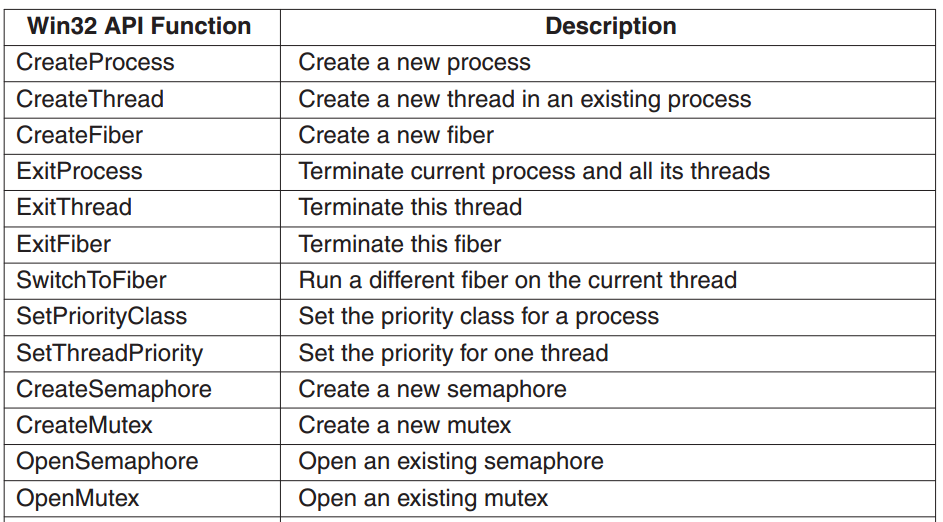 Win32 API Function Description
CreateProcess Create a new process
CreateThread Create a new thread in an existing process
CreateFiber Create a new fiber
ExitProcess Terminate current process and all its threads
ExitThread Terminate this thread
ExitFiber Terminate this fiber
SwitchToFiber Run a different fiber on the current thread
SetPriorityClass Set the priority class for a process
SetThreadPriority Set the priority for one thread
CreateSemaphore Create a new semaphore
CreateMutex Create a new mutex
OpenSemaphore Open an existing semaphore
OpenMutex Open an existing mutex